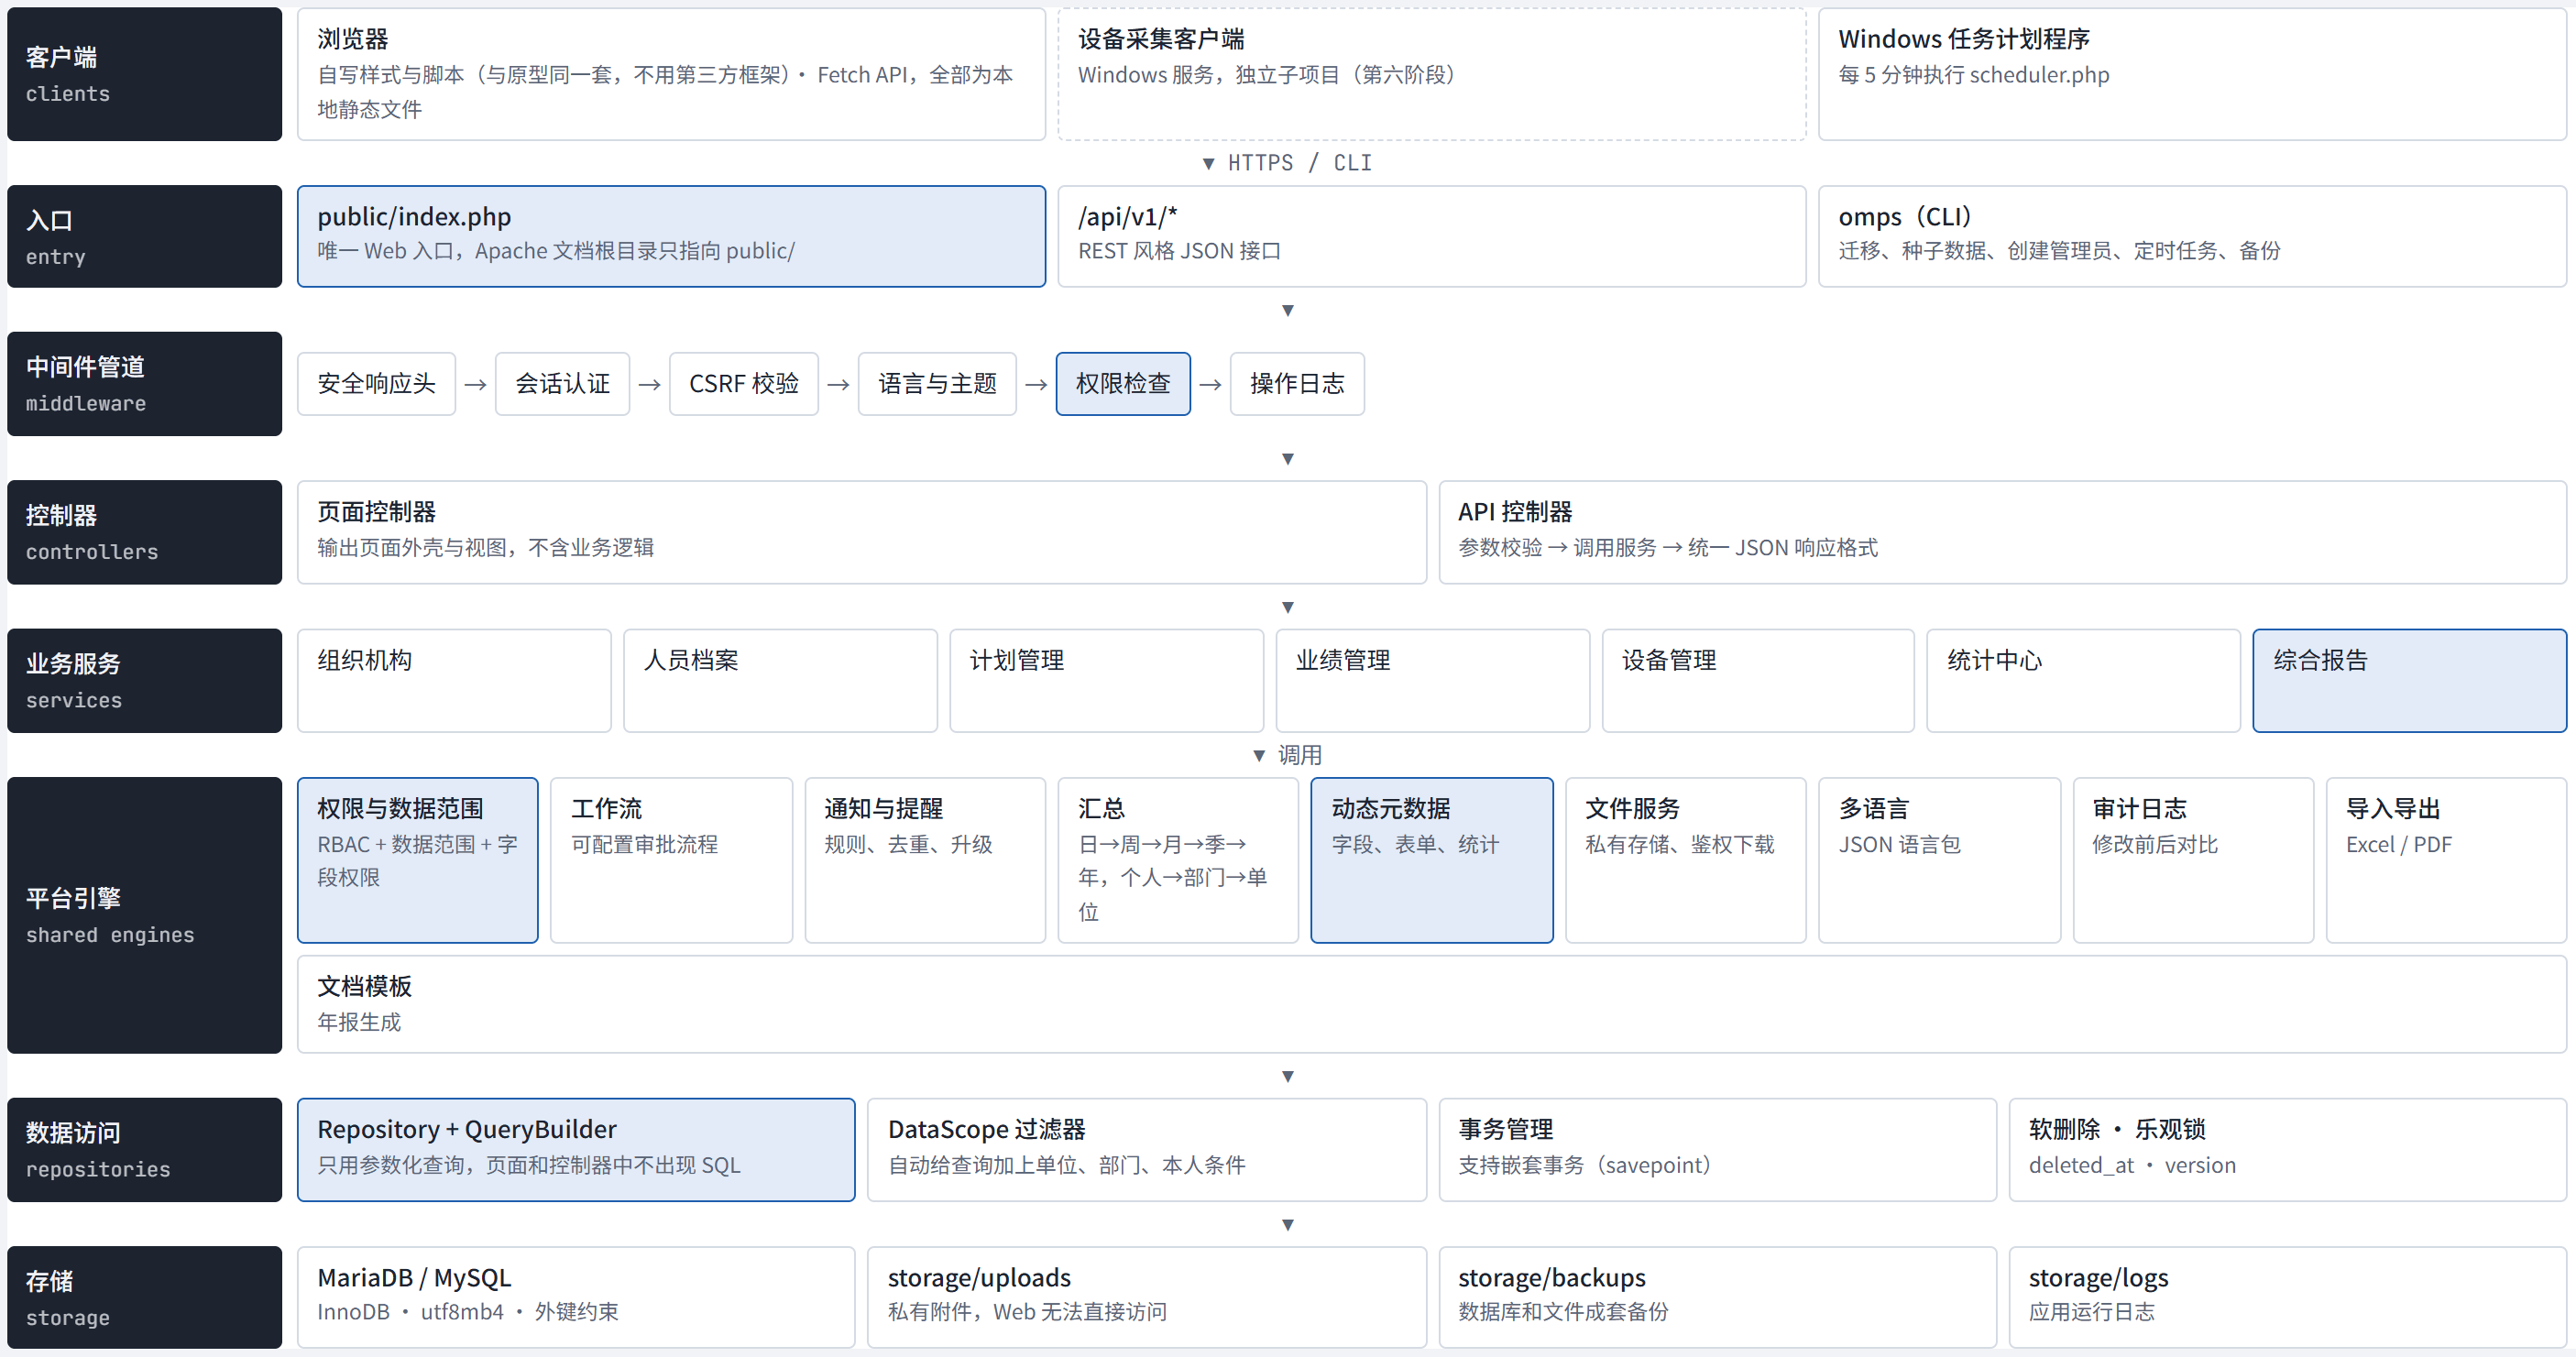 客户端
clients
浏览器
自写样式与脚本（与原型同一套，不用第三方框架）· Fetch API，全部为本
地静态文件
设备采集客户端
Windows 服务，独立子项目（第六阶段）
Windows 任务计划程序
每 5 分钟执行 scheduler.php
▼ HTTPS / CLI
入口
entry
public/index.php
唯一 Web 入口，Apache 文档根目录只指向 public/
/api/v1/*
REST 风格 JSON 接口
omps（CLI）
迁移、种子数据、创建管理员、定时任务、备份
▼
中间件管道
middleware
安全响应头 → 会话认证 → CSRF 校验 → 语言与主题 → 权限检查 → 操作日志
▼
控制器
controllers
页面控制器
输出页面外壳与视图，不含业务逻辑
API 控制器
参数校验 → 调用服务 → 统一 JSON 响应格式
▼
业务服务
services
组织机构
人员档案
计划管理
业绩管理
设备管理
统计中心
综合报告
▼ 调用
平台引擎
shared engines
权限与数据范围
RBAC + 数据范围 + 字
段权限
工作流
可配置审批流程
通知与提醒
规则、去重、升级
汇总
日→周→月→季→
年，个人→部门→单
位
动态元数据
字段、表单、统计
文件服务
私有存储、鉴权下载
多语言
JSON 语言包
审计日志
修改前后对比
导入导出
Excel / PDF
文档模板
年报生成
▼
数据访问
repositories
Repository + QueryBuilder
只用参数化查询，页面和控制器中不出现 SQL
DataScope 过滤器
自动给查询加上单位、部门、本人条件
事务管理
支持嵌套事务（savepoint）
软删除 · 乐观锁
deleted_at · version
▼
存储
storage
MariaDB / MySQL
InnoDB · utf8mb4 · 外键约束
storage/uploads
私有附件，Web 无法直接访问
storage/backups
数据库和文件成套备份
storage/logs
应用运行日志